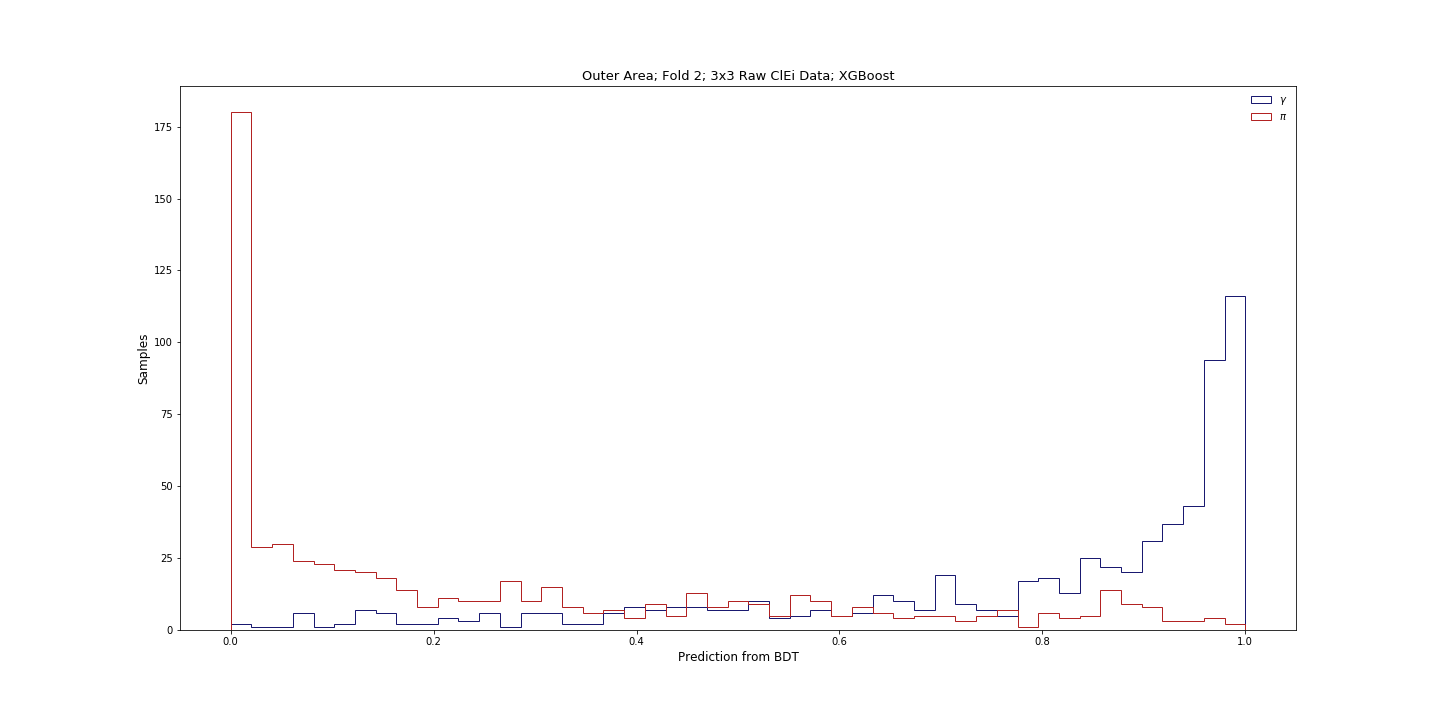 Outer Area; Fold 2; 3x3 Raw ClEi Data; XGBoost
γ
π
175
150
125
100
75
50
25
0
Samples
0.0 0.2 0.4 0.6 0.8 1.0
Prediction from BDT